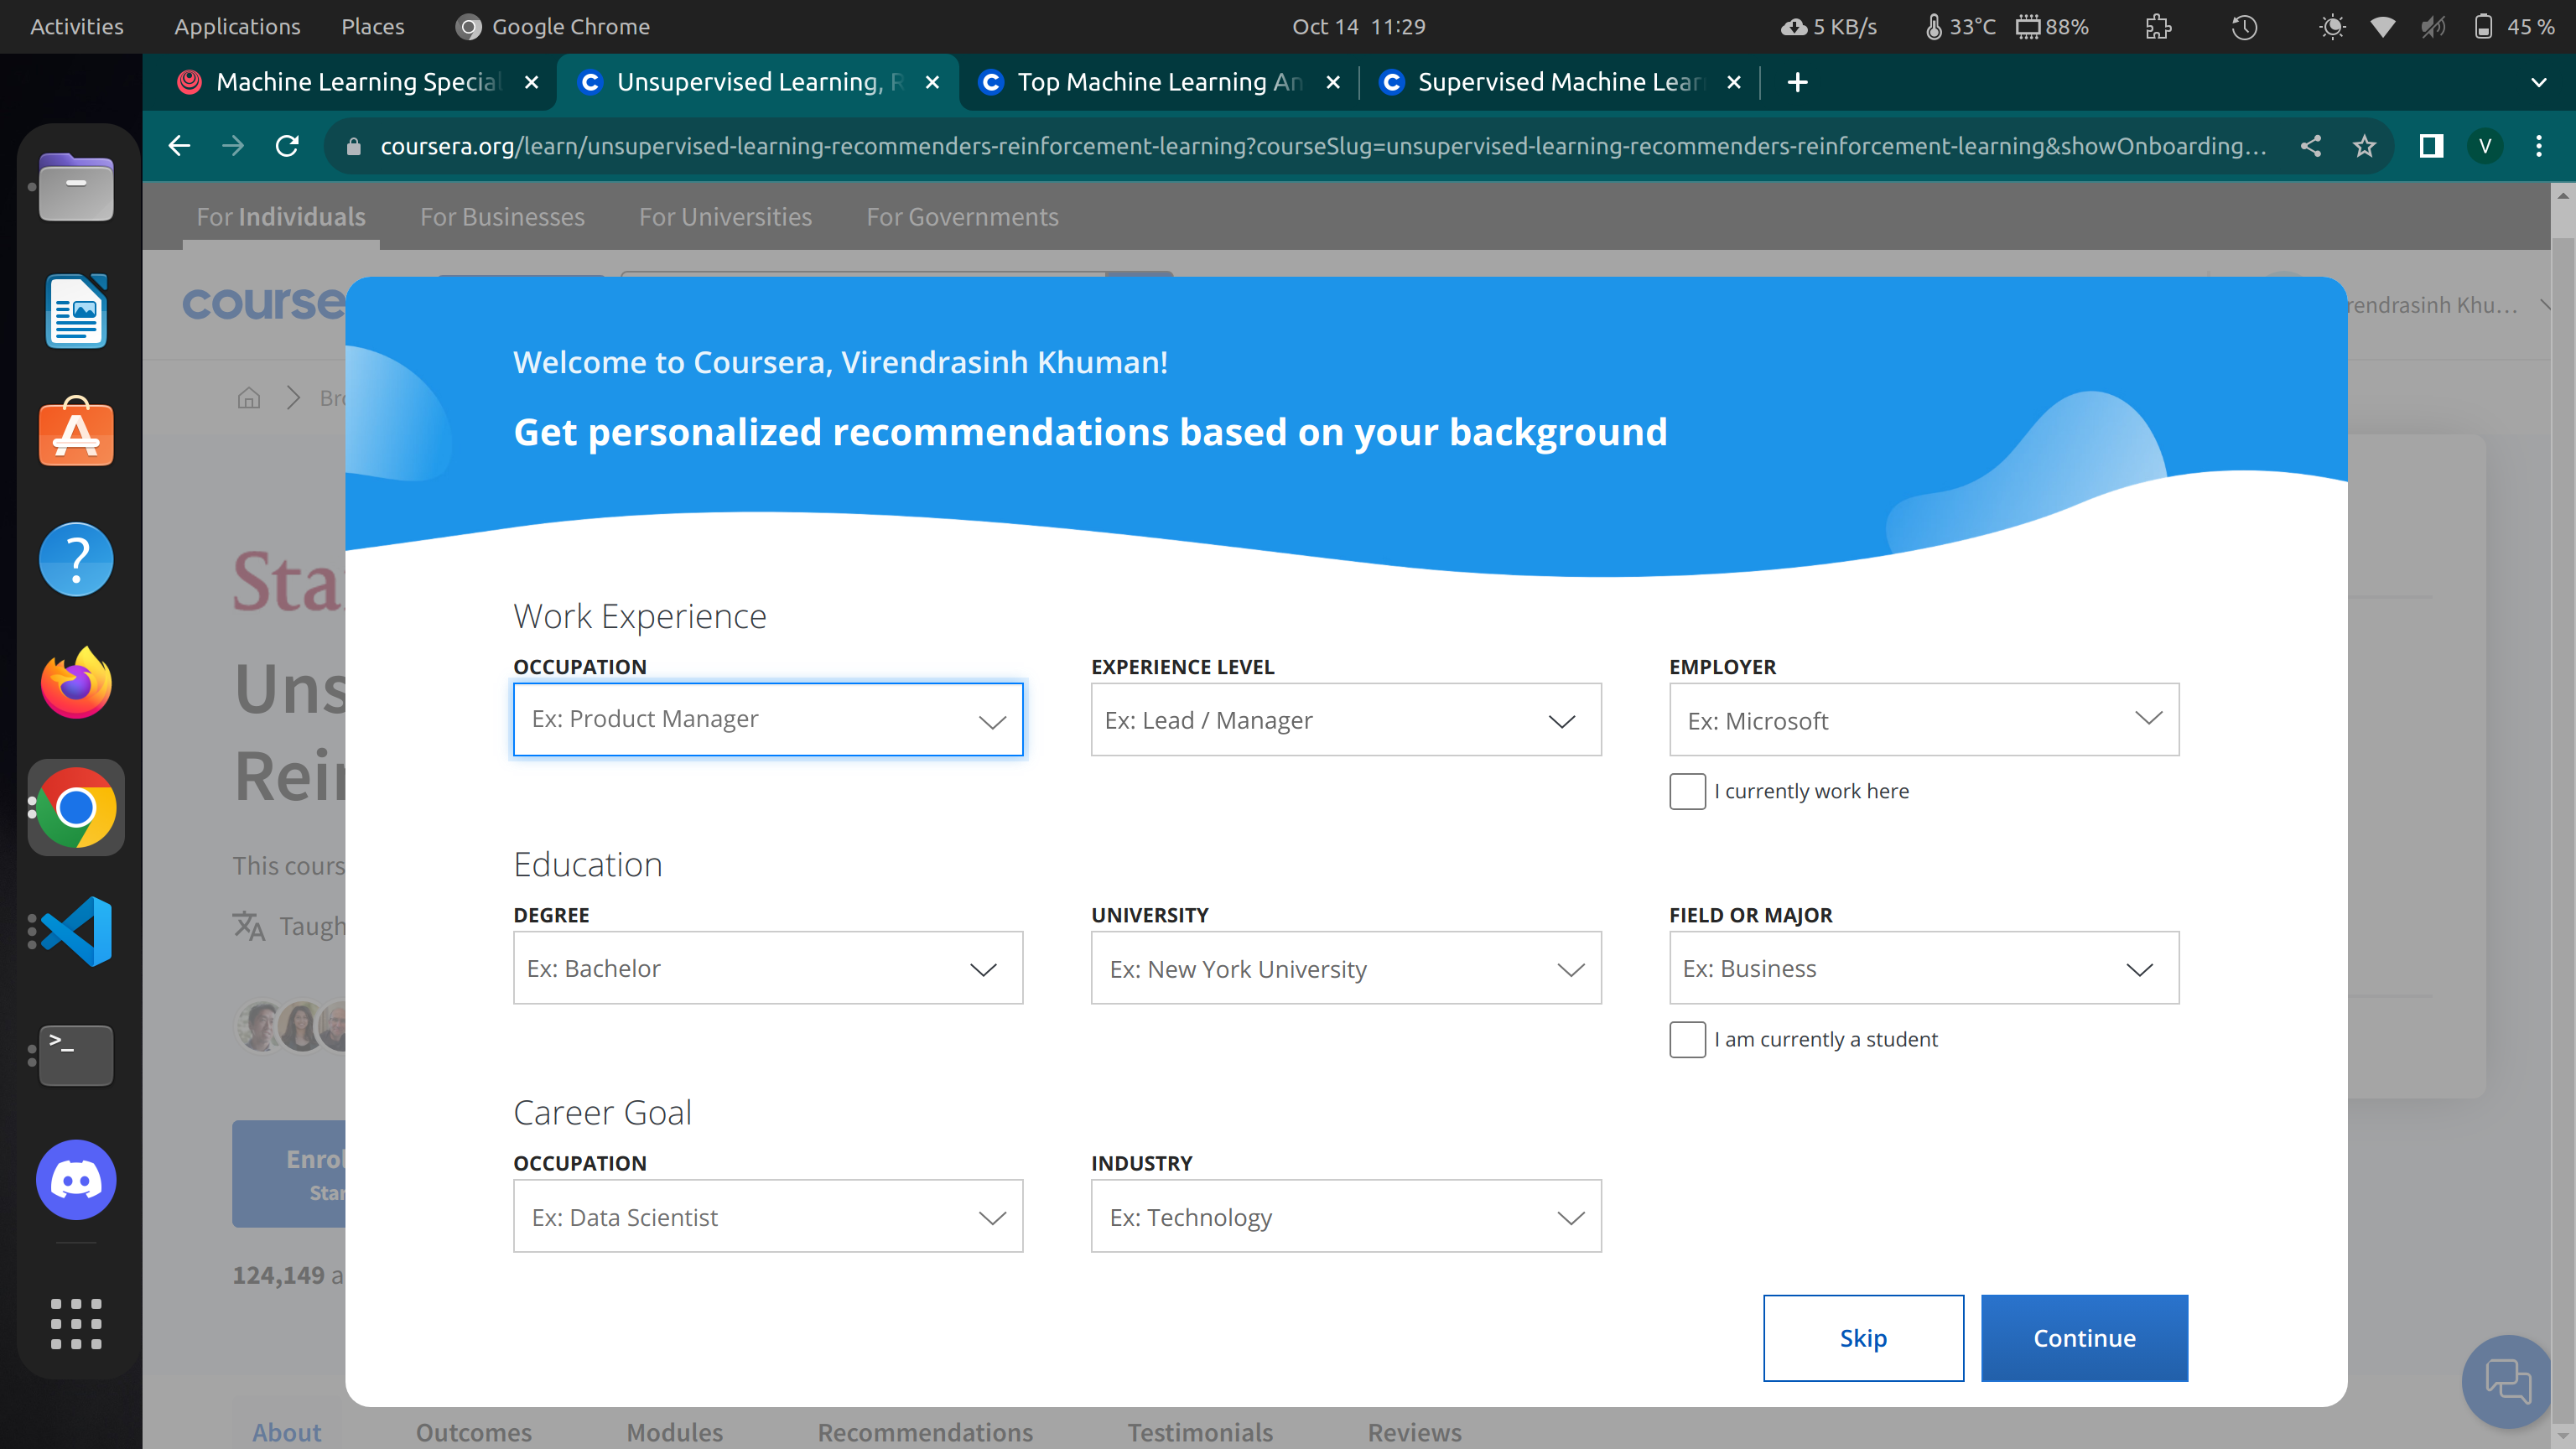 Activities Applications Places Google Chrome Oct 14 11:29 5 KB/s 33°C 88% 45 %
Machine Learning Special Unsupervised Learning, R Top Machine Learning An Supervised Machine Lear
coursera.org/learn/unsupervised-learning-recommenders-reinforcement-learning?courseSlug=unsupervised-learning-recommenders-reinforcement-learning&showOnboarding... V
For Individuals For Businesses For Universities For Governments
course rendrasinh Khu...
Welcome to Coursera, Virendrasinh Khuman!
Bro
Get personalized recommendations based on your background
Sta
Work Experience
Uns
OCCUPATION EXPERIENCE LEVEL EMPLOYER
Ex: Product Manager Ex: Lead / Manager Ex: Microsoft
Rein
I currently work here
This cours
Education
DEGREE UNIVERSITY FIELD OR MAJOR
Taugh
Ex: Bachelor Ex: New York University Ex: Business
I am currently a student
Career Goal
Enrol
OCCUPATION INDUSTRY
Star
Ex: Data Scientist Ex: Technology
124,149 a
Skip Continue
About Outcomes Modules Recommendations Testimonials Reviews